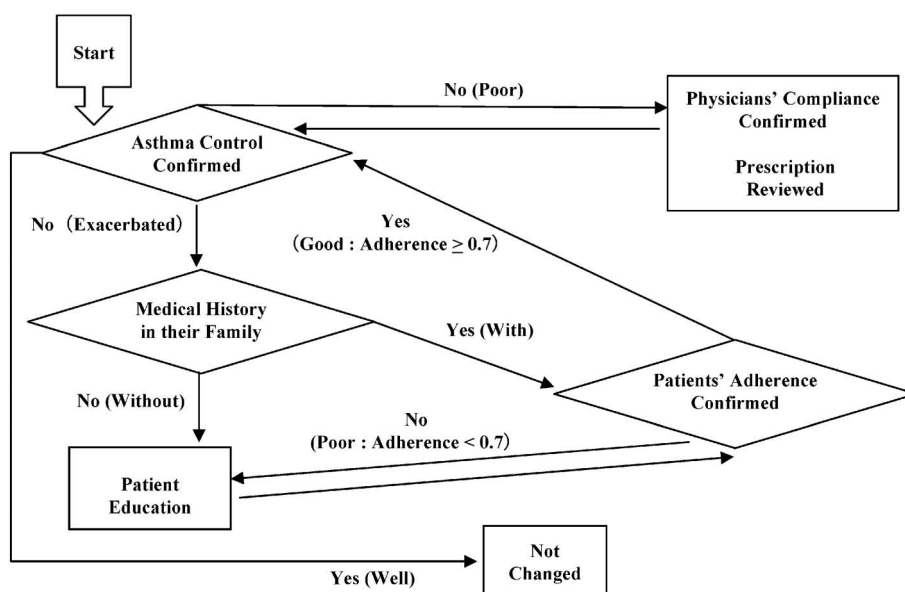 Start
No (Poor)
Physicians' Compliance
Confirmed
Prescription
Reviewed
Asthma Control
Confirmed
No (Exacerbated)
Yes
(Good : Adherence ≥ 0.7)
Medical History
in their Family
Yes (With)
Patients' Adherence
Confirmed
No (Without)
No
(Poor : Adherence < 0.7)
Patient
Education
Not
Changed
Yes (Well)